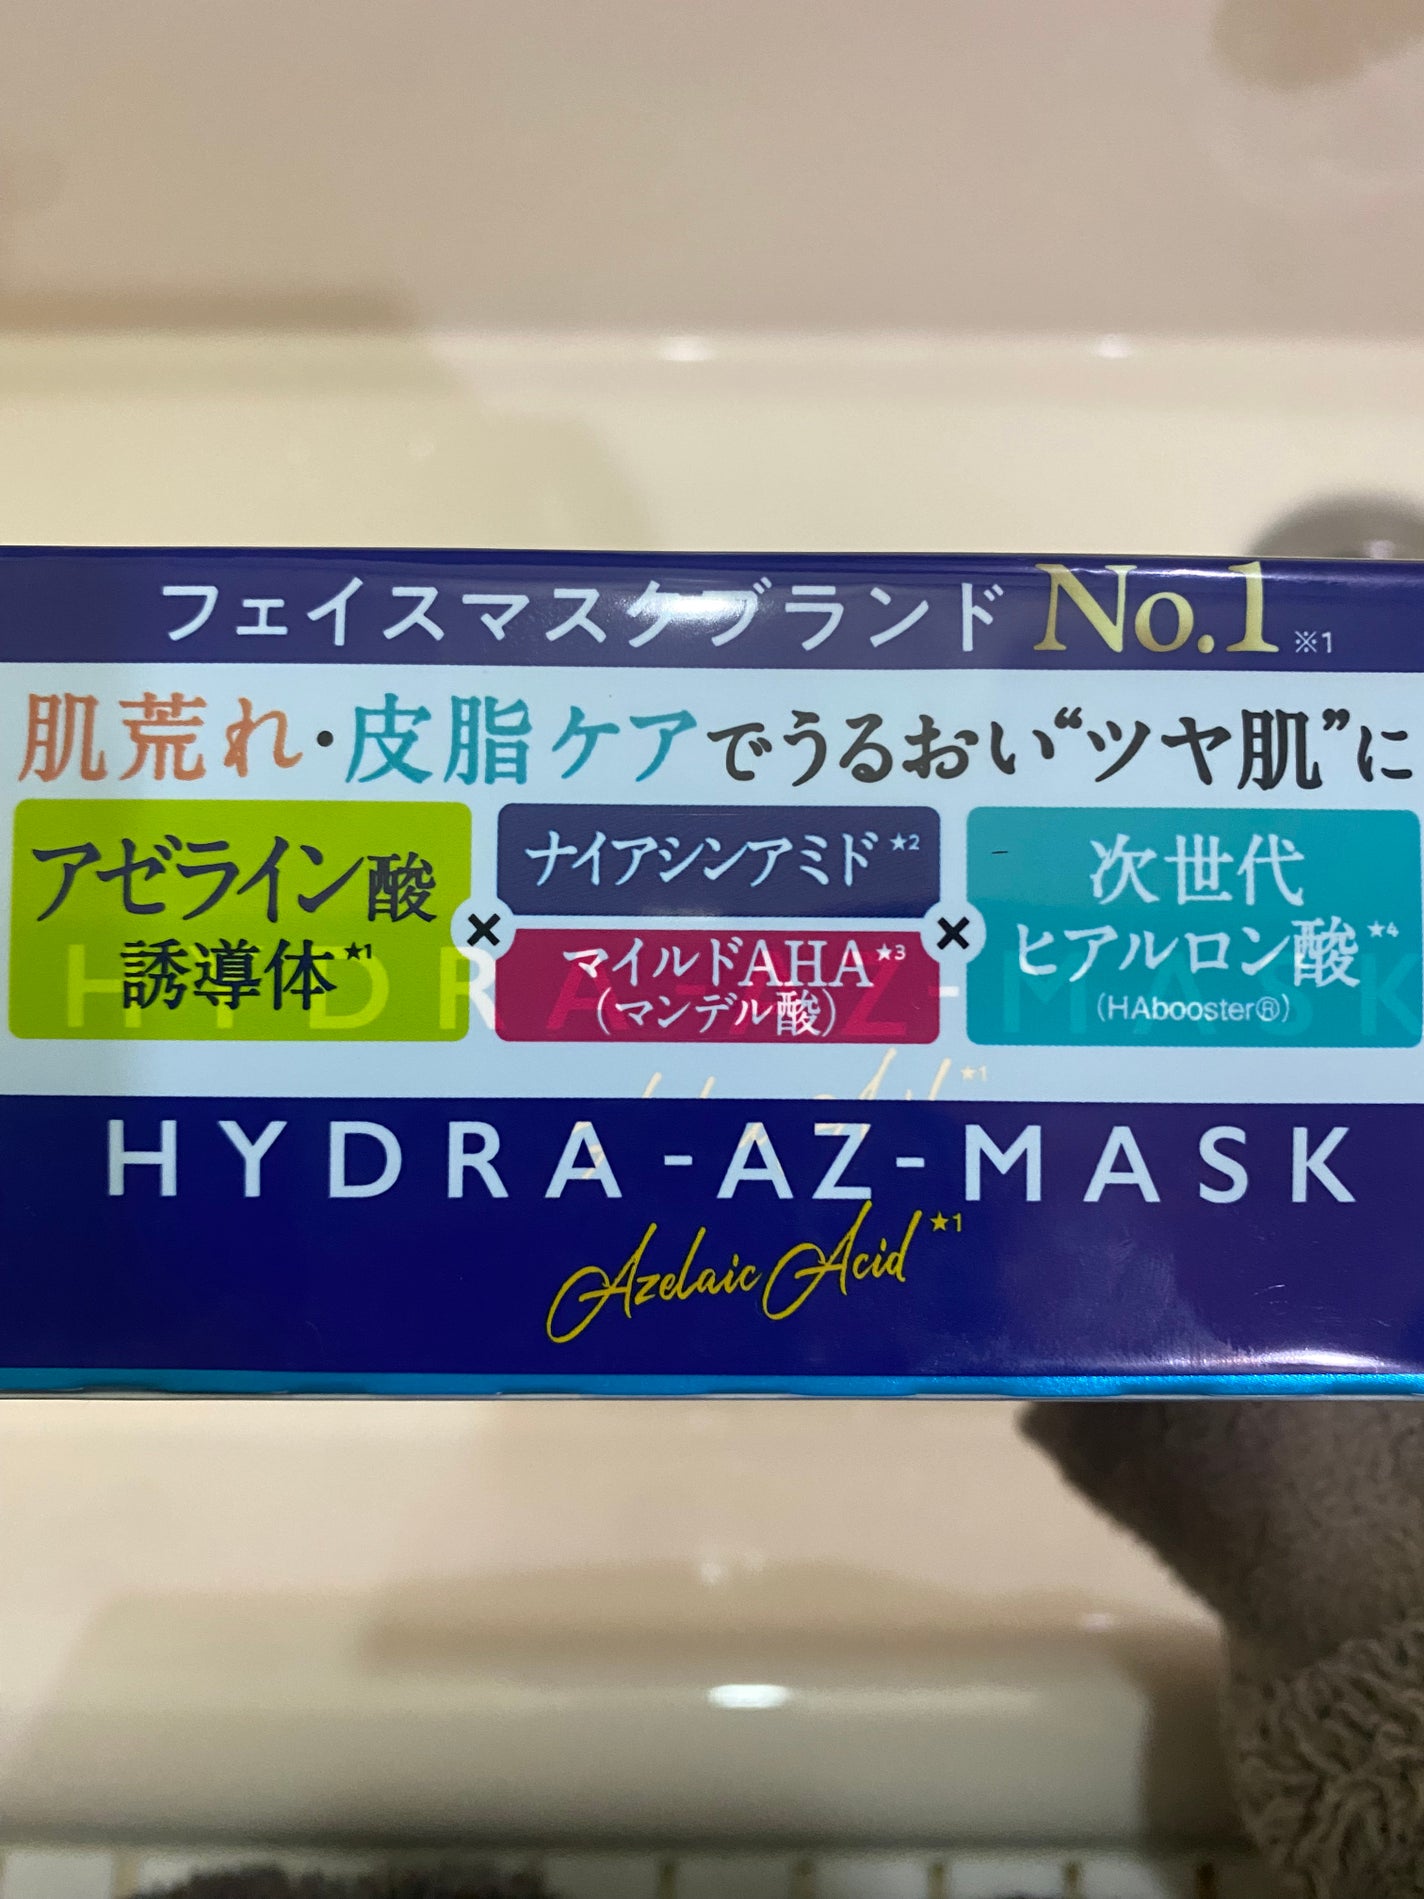 フェイスマスクブランドNo.1※1
肌荒れ・皮脂ケアでうるおい“ツヤ肌”に
アゼライン酸
誘導体★1
×
ナイアシンアミド★2
マイルドAHA★3
(マンデル酸)
×
次世代
ヒアルロン酸★4
(HAbooster®)
HYDRA-AZ-MASK
★1
HYDRA-AZ-MASK
Azelaic Acid★1